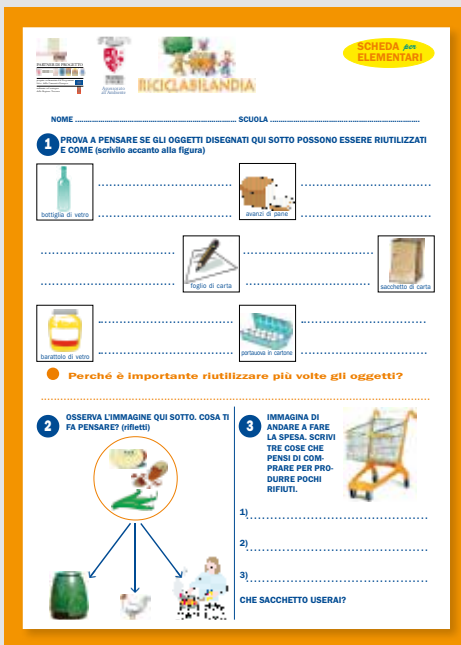 PARTNER DI PROGETTO
RICICLABILANDIA
SCHEDA per
ELEMENTARI
NOME ........................ SCUOLA ........................
1 PROVA A PENSARE SE GLI OGGETTI DISEGNATI QUI SOTTO POSSONO ESSERE RIUTILIZZATI
E COME (scrivilo accanto alla figura)
bottiglia di vetro
avanzi di pane
foglio di carta
sacchetto di carta
barattolo di vetro
portauova in cartone
Perché è importante riutilizzare più volte gli oggetti?
2 OSSERVA L'IMMAGINE QUI SOTTO. COSA TI
FA PENSARE? (rifletti)
3 IMMAGINA DI
ANDARE A FARE
LA SPESA. SCRIVI
TRE COSE CHE
PENSI DI COM-
PRARE PER PRO-
DURRE POCHI
RIFIUTI.
1)
2)
3)
CHE SACCHETTO USERAI?